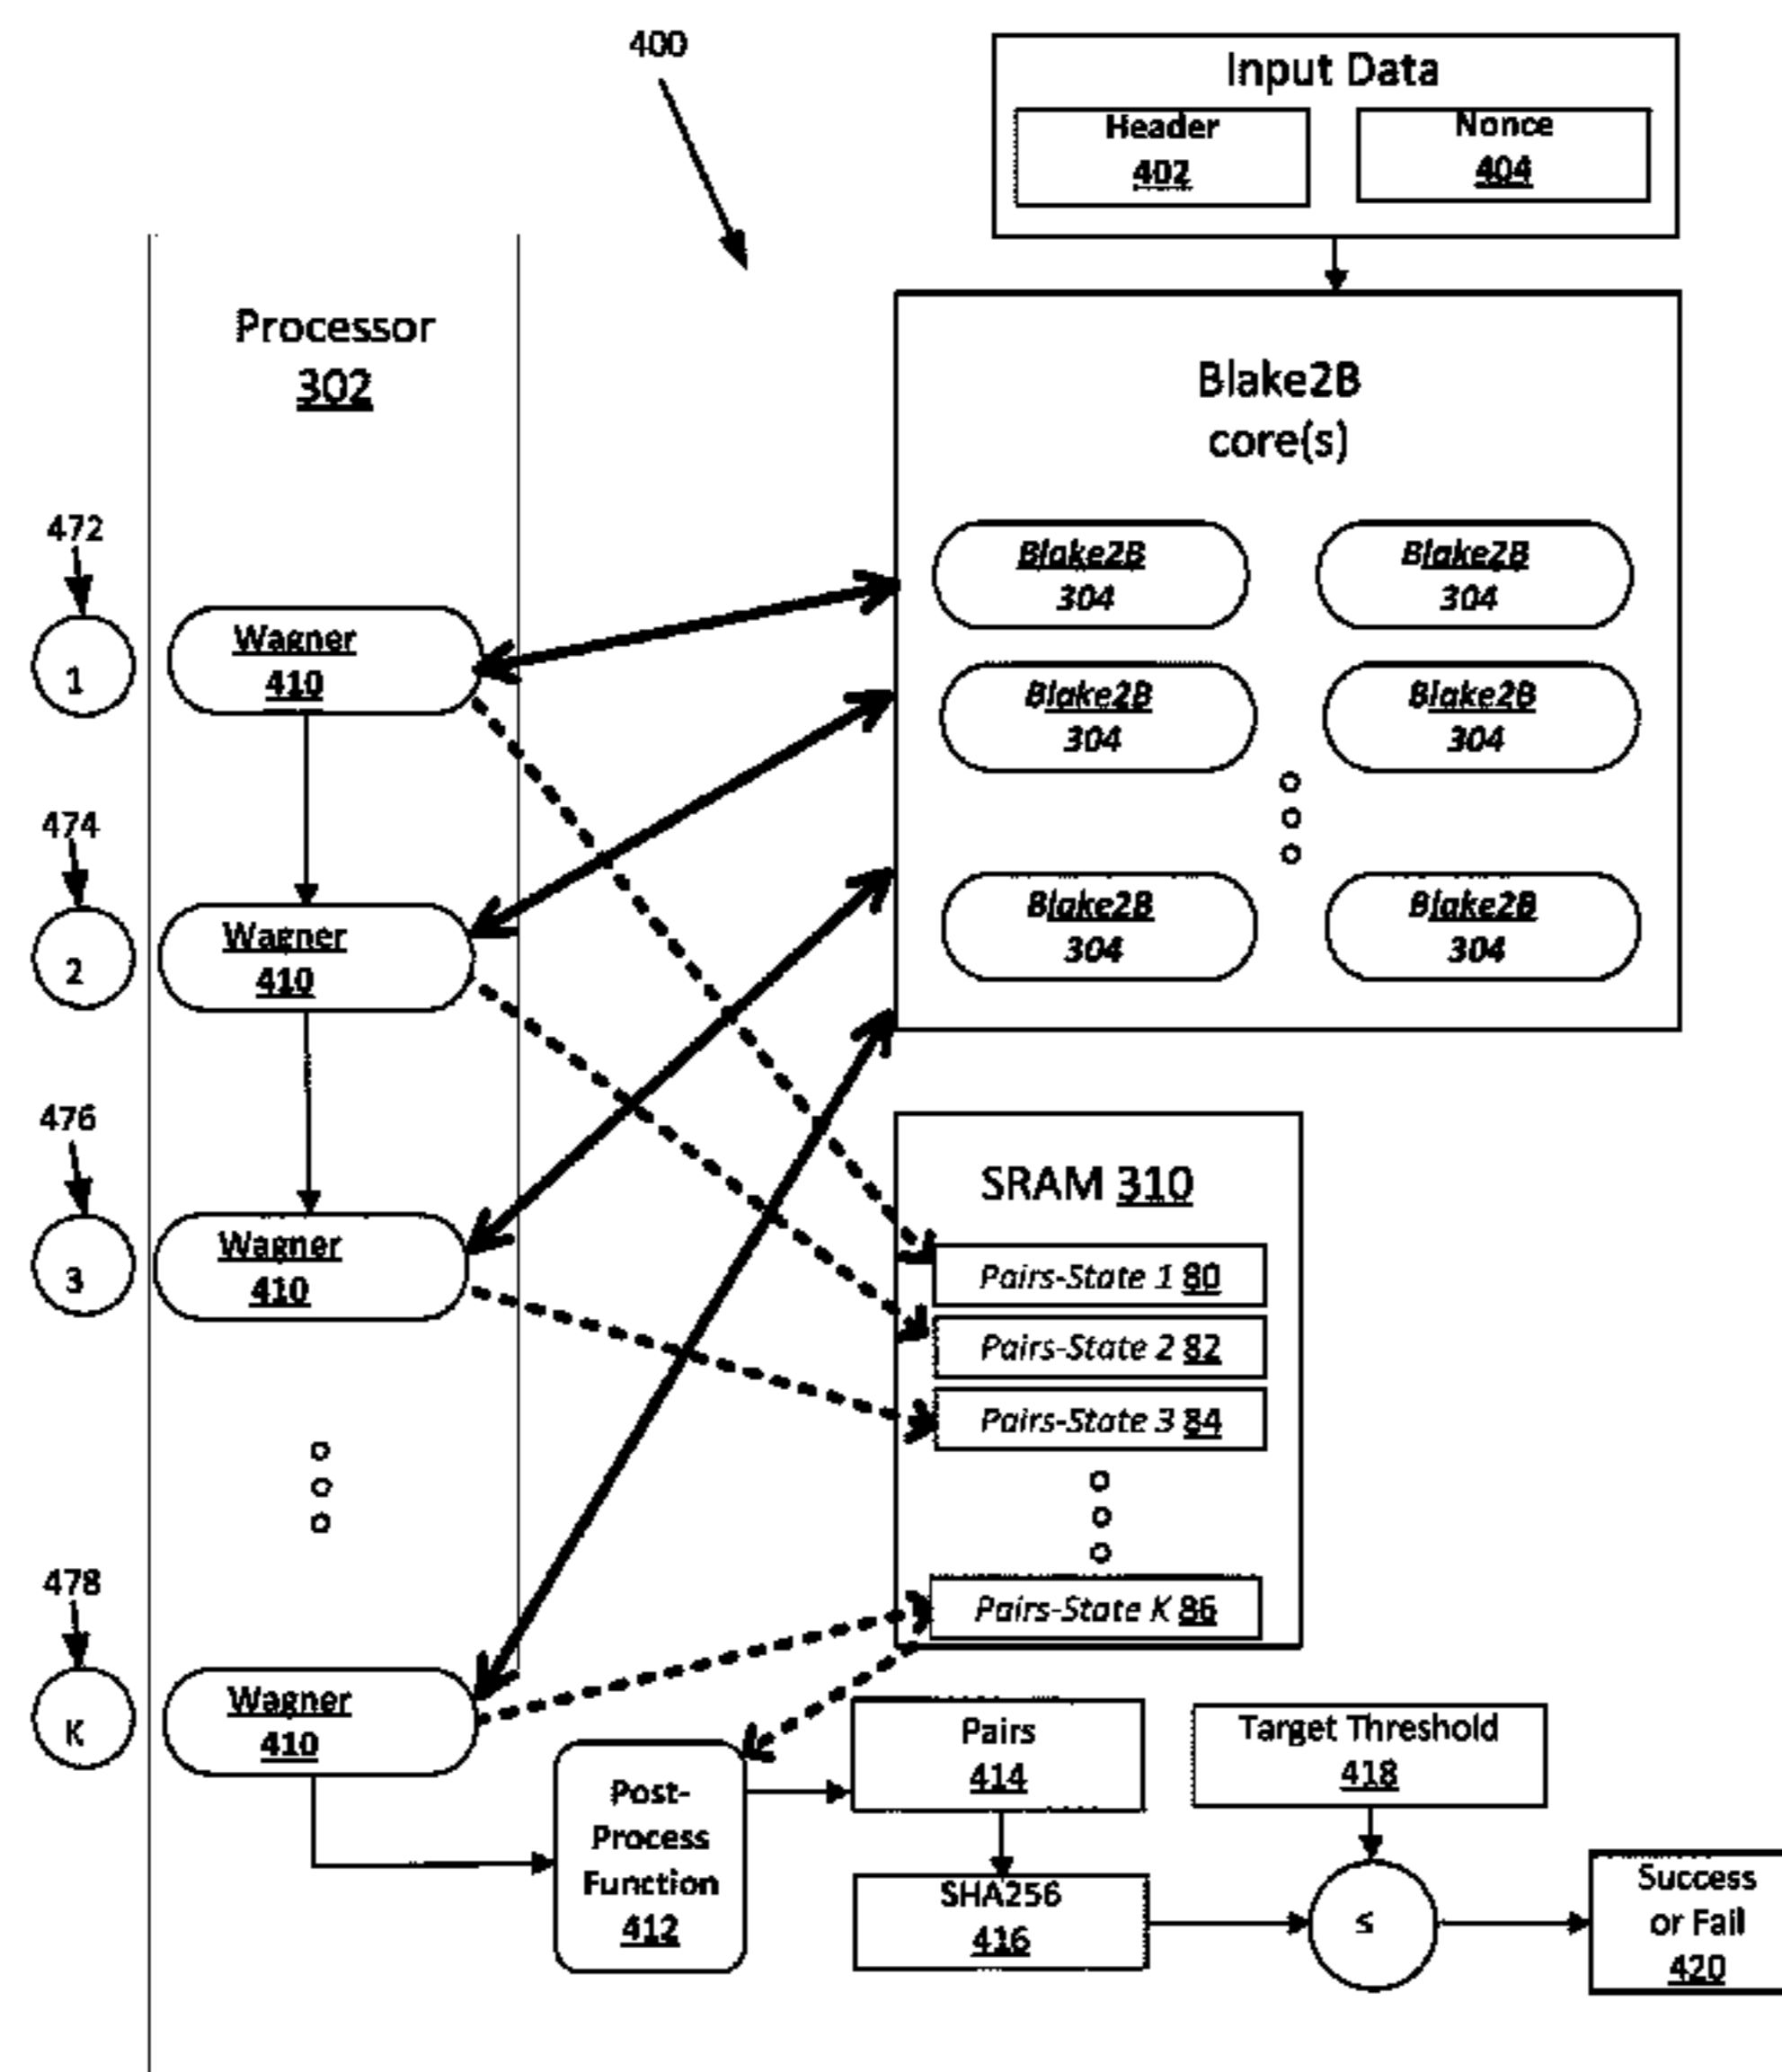 400
Input Data
Header
402
Nonce
404
Processor
302
Blake2B
core(s)
472
1
Wagner
410
Blake2B
304
Blake2B
304
Blake2B
304
Blake2B
304
474
2
Wagner
410
Blake2B
304
Blake2B
304
476
3
Wagner
410
SRAM 310
Pairs-State 1 80
Pairs-State 2 82
Pairs-State 3 84
Pairs-State K 86
478
K
Wagner
410
Post-
Process
Function
412
Pairs
414
Target Threshold
418
SHA256
416
≤
Success
or Fail
420